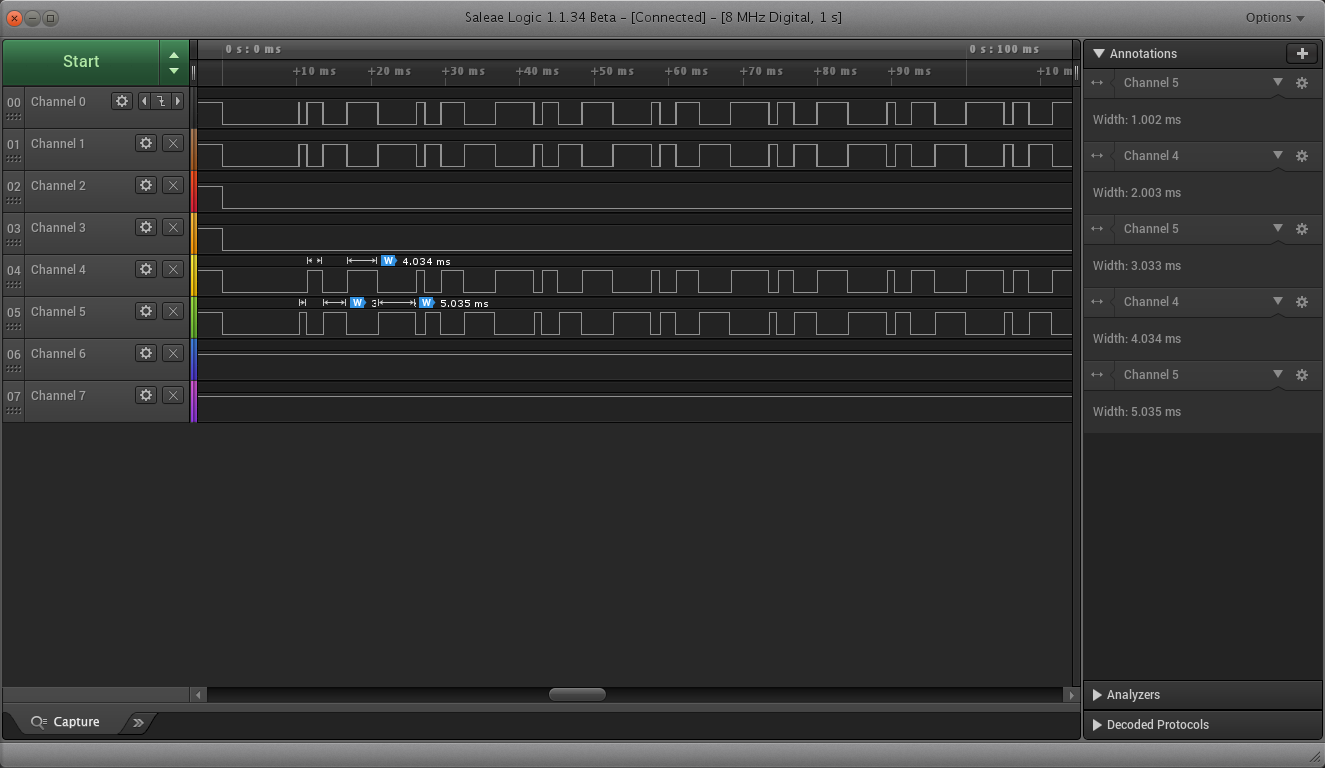 Saleae Logic 1.1.34 Beta – [Connected] – [8 MHz Digital, 1 s]
Options
Start
0 s : 0 ms
0 s : 100 ms
+10 ms
+20 ms
+30 ms
+40 ms
+50 ms
+60 ms
+70 ms
+80 ms
+90 ms
+10 m
00 Channel 0
01 Channel 1
02 Channel 2
03 Channel 3
04 Channel 4
W 4.034 ms
05 Channel 5
W 3
W 5.035 ms
06 Channel 6
07 Channel 7
Capture
Annotations
Channel 5
Width: 1.002 ms
Channel 4
Width: 2.003 ms
Channel 5
Width: 3.033 ms
Channel 4
Width: 4.034 ms
Channel 5
Width: 5.035 ms
Analyzers
Decoded Protocols